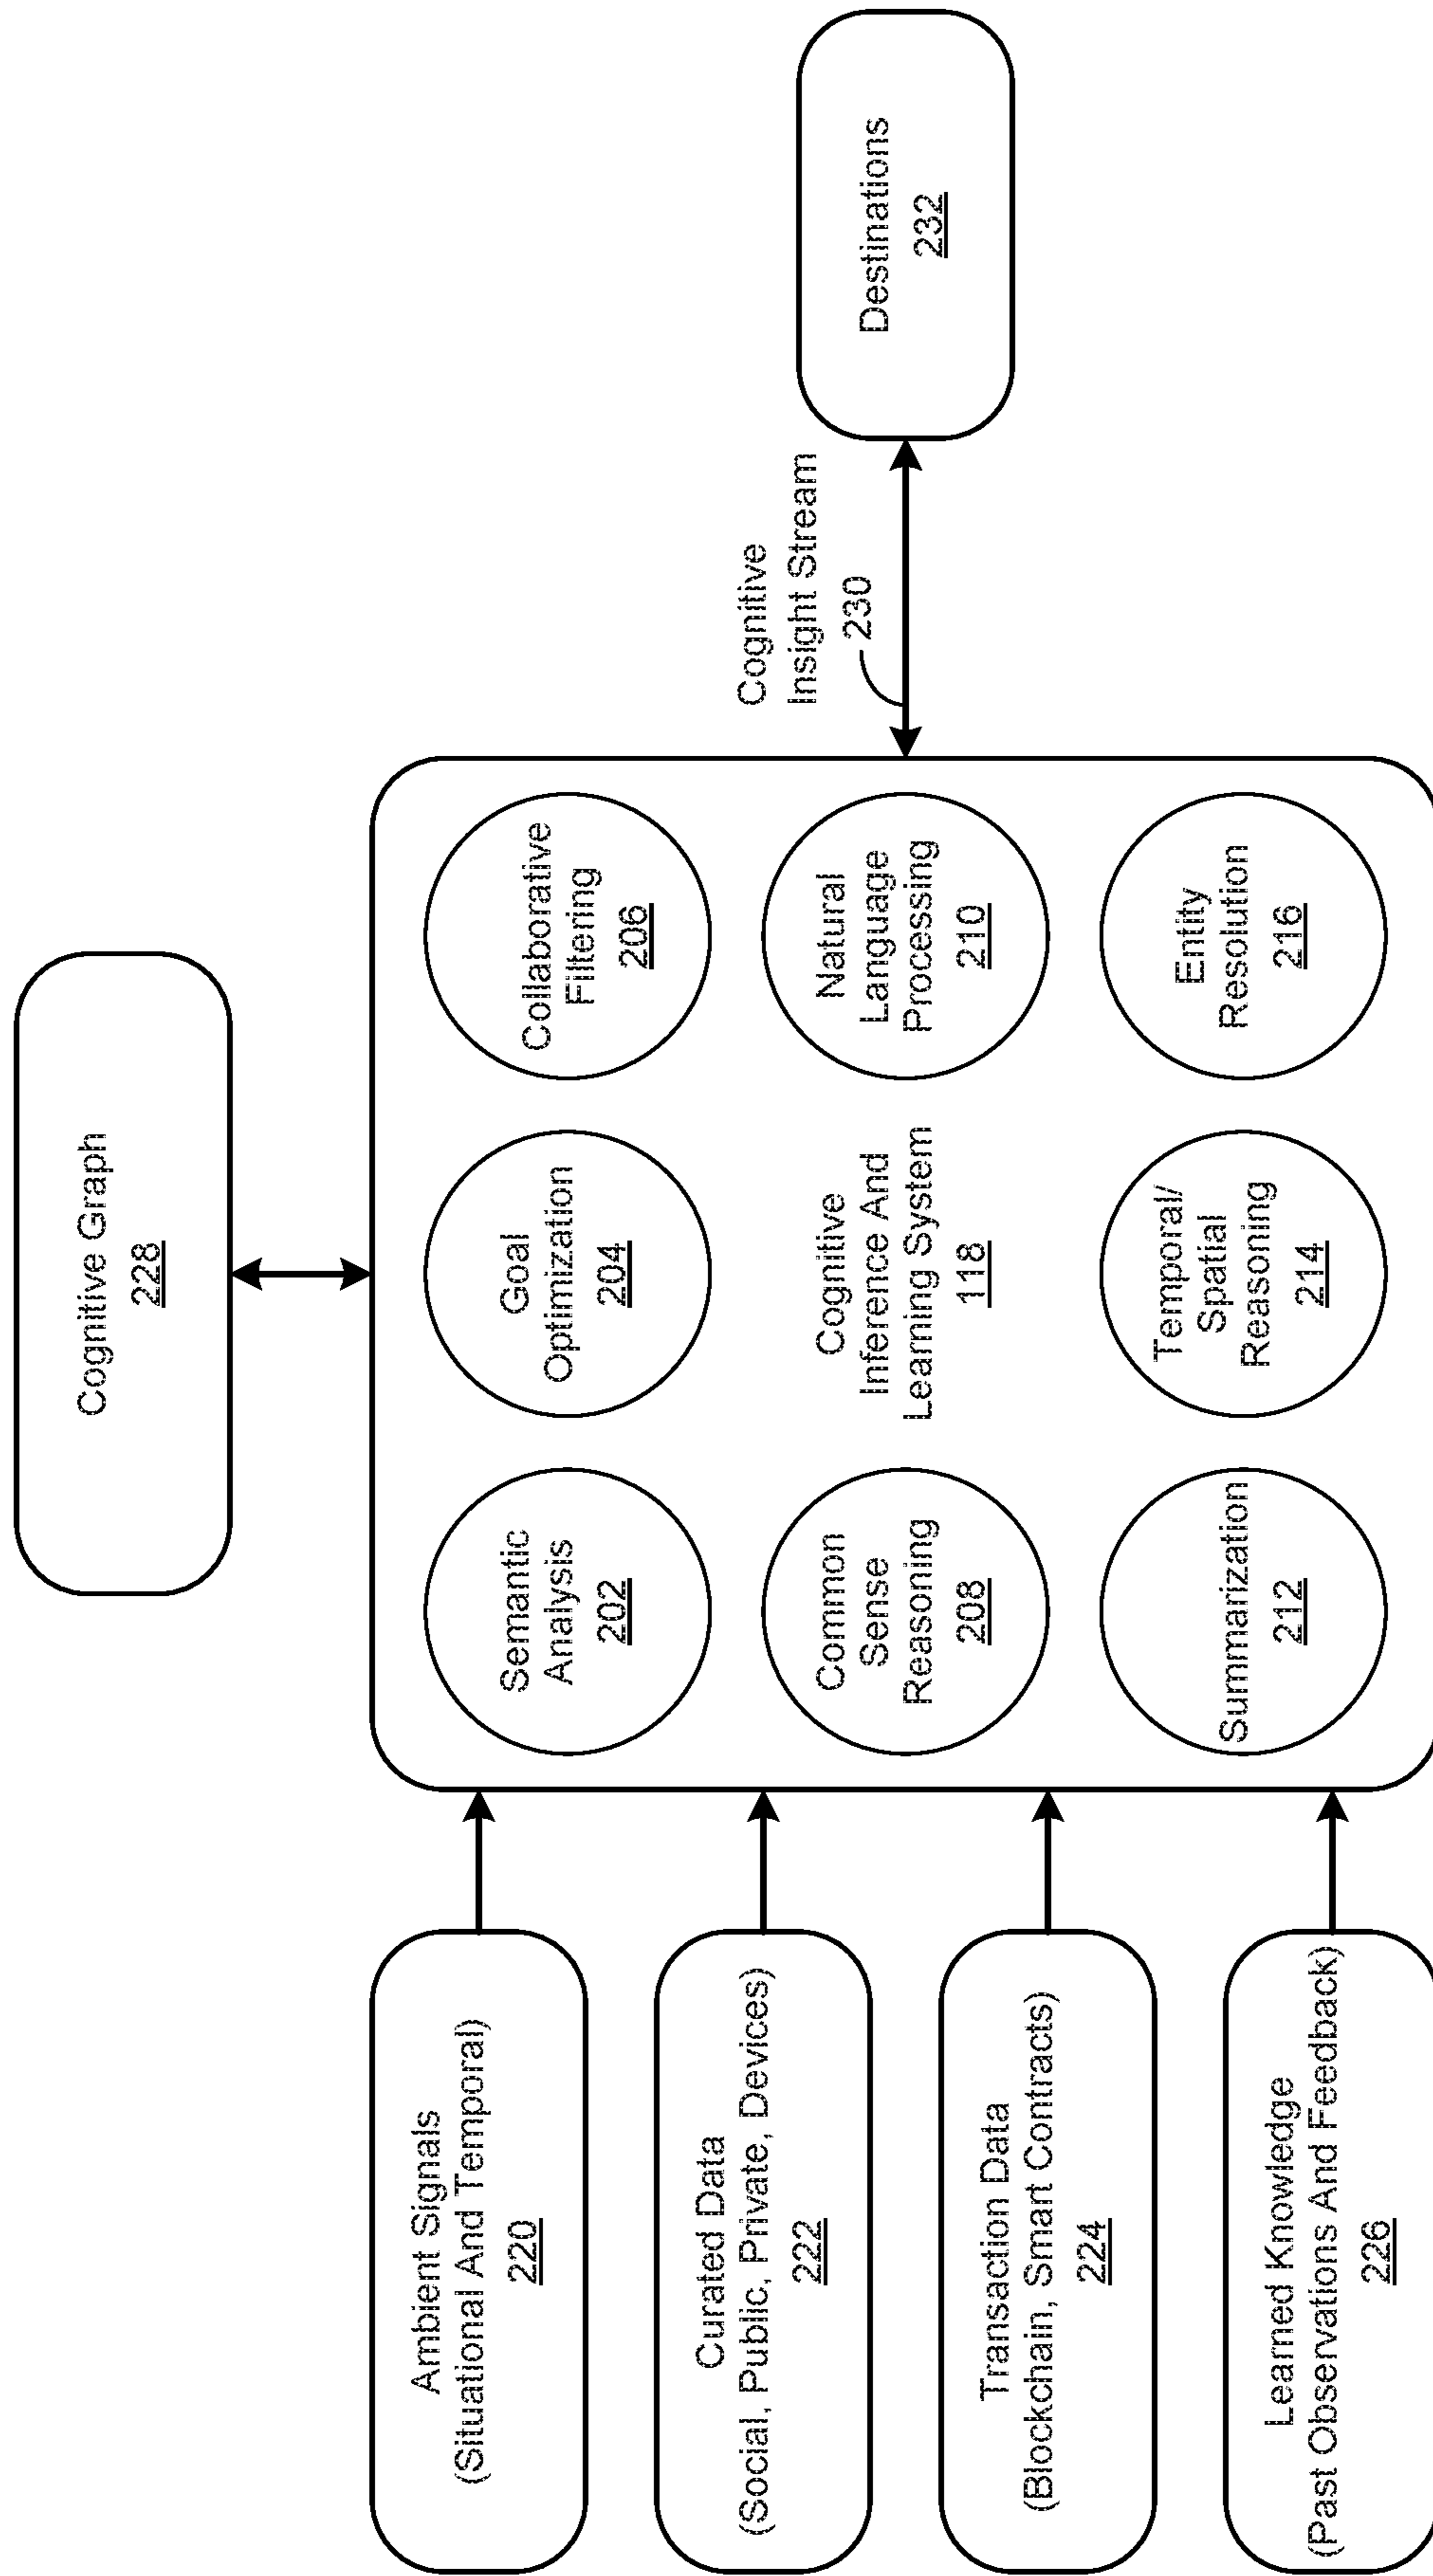 Cognitive Graph
228
Ambient Signals
(Situational And Temporal)
220
Curated Data
(Social, Public, Private, Devices)
222
Transaction Data
(Blockchain, Smart Contracts)
224
Learned Knowledge
(Past Observations And Feedback)
226
Semantic
Analysis
202
Goal
Optimization
204
Collaborative
Filtering
206
Common
Sense
Reasoning
208
Cognitive
Inference And
Learning System
118
Natural
Language
Processing
210
Summarization
212
Temporal/
Spatial
Reasoning
214
Entity
Resolution
216
Cognitive
Insight Stream
230
Destinations
232